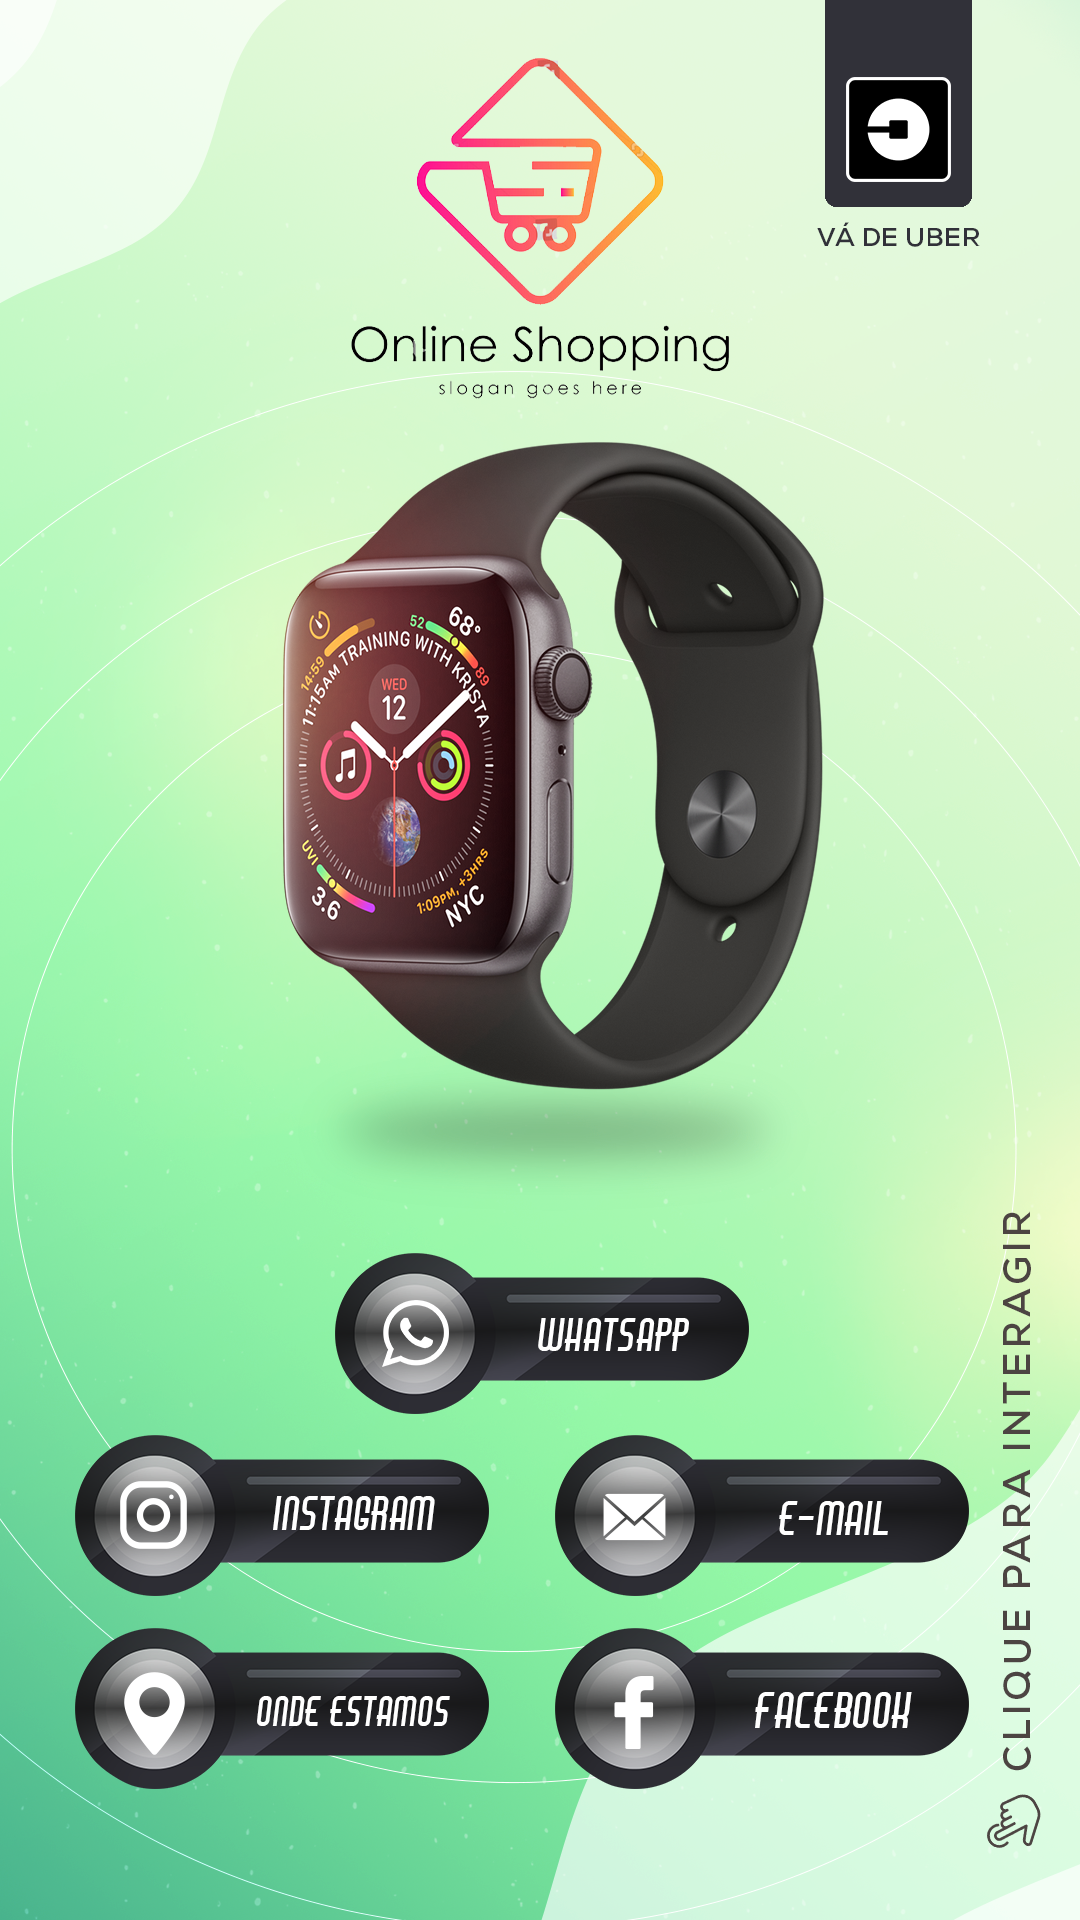 VÁ DE UBER
Online Shopping
slogan goes here
52
68°
89
14:59
11:15AM TRAINING WITH KRISTA
WED
12
UVI
3.6
1:09PM, +3HRS
NYC
WHATSAPP
INSTAGRAM
E-MAIL
ONDE ESTAMOS
FACEBOOK
CLIQUE PARA INTERAGIR